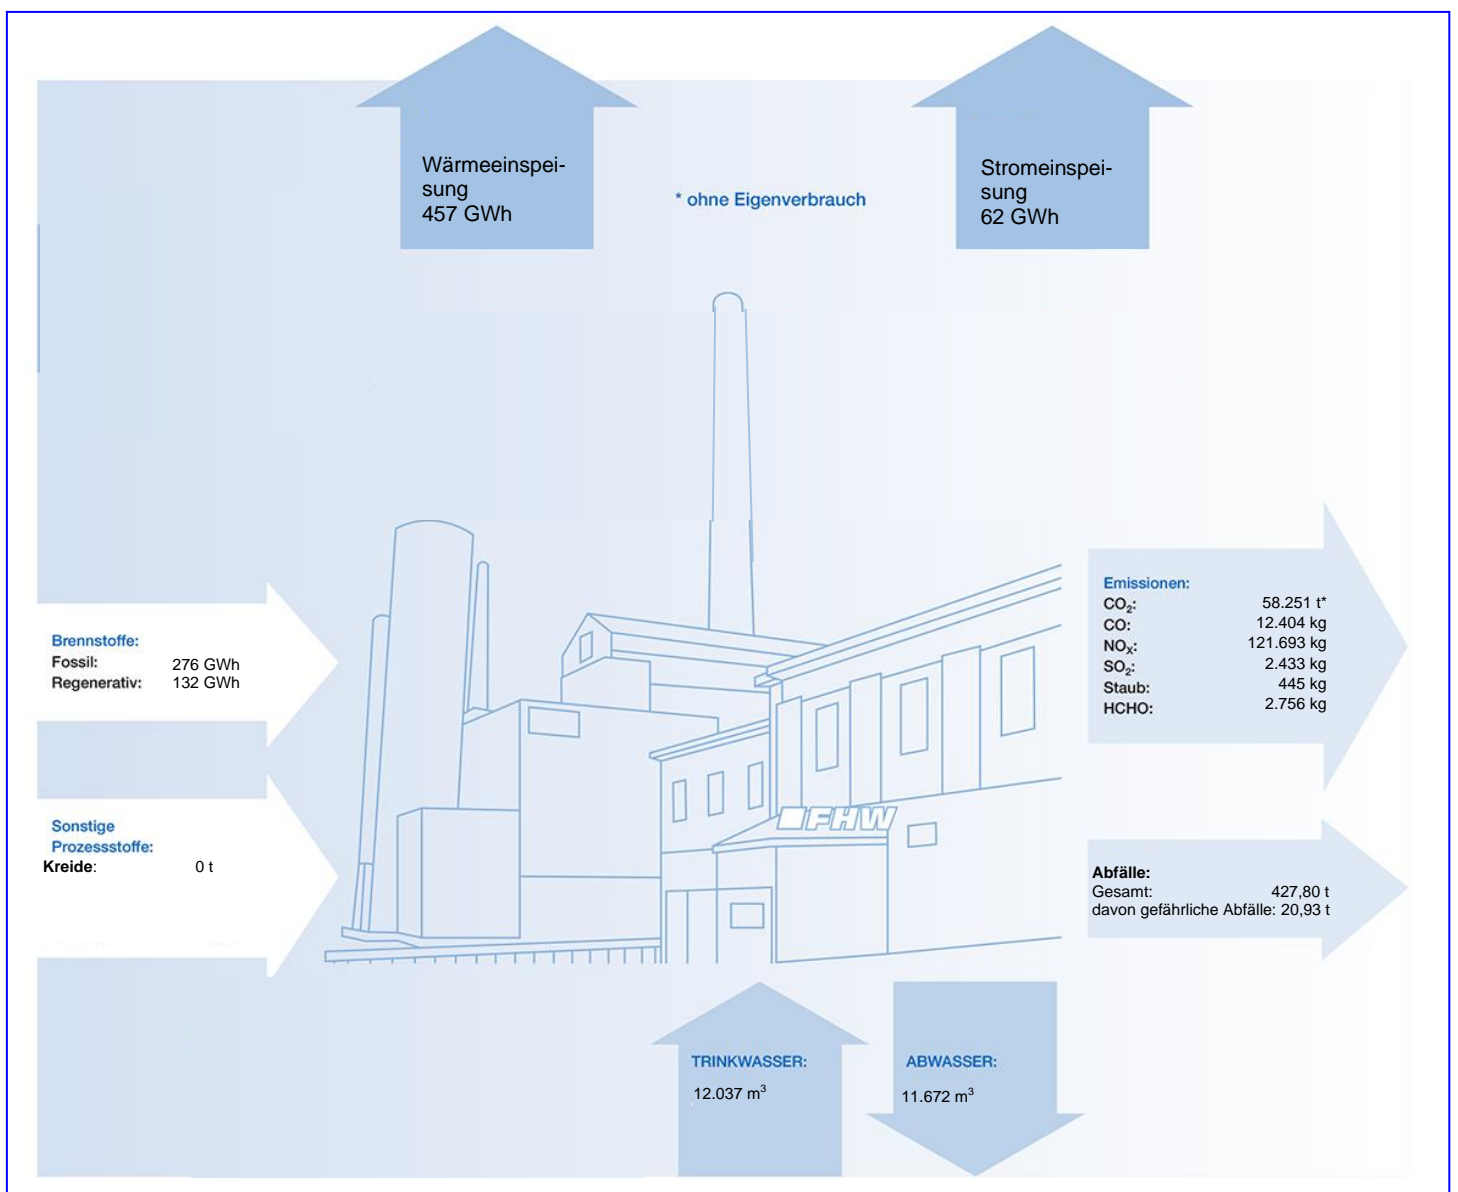 Wärmeeinspei-
sung
457 GWh
* ohne Eigenverbrauch
Stromeinspei-
sung
62 GWh
Brennstoffe:
Fossil: 276 GWh
Regenerativ: 132 GWh
Sonstige
Prozessstoffe:
Kreide: 0 t
FHW
Emissionen:
CO₂: 58.251 t*
CO: 12.404 kg
NOₓ: 121.693 kg
SO₂: 2.433 kg
Staub: 445 kg
HCHO: 2.756 kg
Abfälle:
Gesamt: 427,80 t
davon gefährliche Abfälle: 20,93 t
TRINKWASSER:
12.037 m³
ABWASSER:
11.672 m³